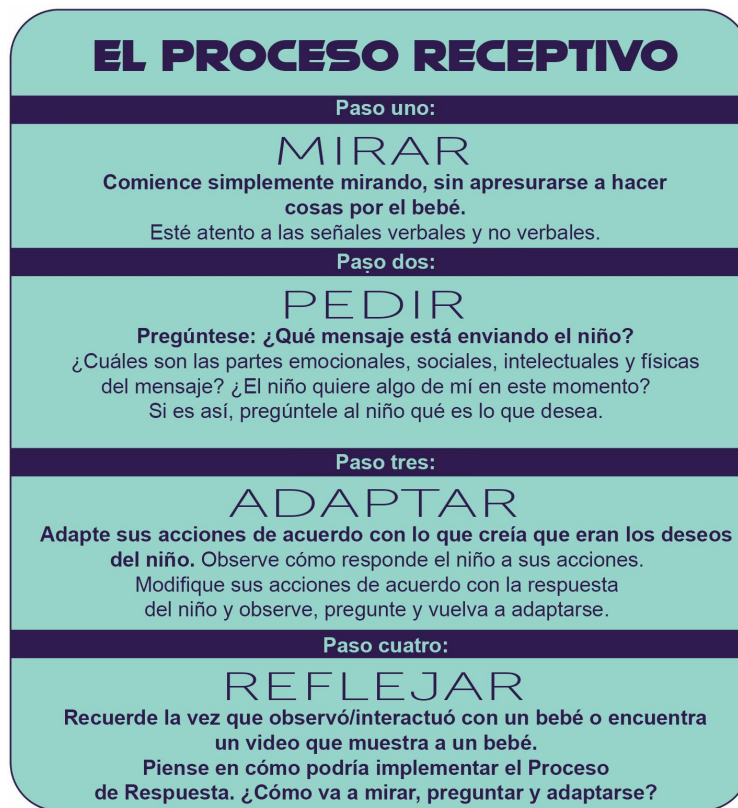 EL PROCESO RECEPTIVO
Paso uno:
MIRAR
Comience simplemente mirando, sin apresurarse a hacer
cosas por el bebé.
Esté atento a las señales verbales y no verbales.
Paso dos:
PEDIR
Pregúntese: ¿Qué mensaje está enviando el niño?
¿Cuáles son las partes emocionales, sociales, intelectuales y físicas
del mensaje? ¿El niño quiere algo de mí en este momento?
Si es así, pregúntele al niño qué es lo que desea.
Paso tres:
ADAPTAR
Adapte sus acciones de acuerdo con lo que creía que eran los deseos
del niño. Observe cómo responde el niño a sus acciones.
Modifique sus acciones de acuerdo con la respuesta
del niño y observe, pregunte y vuelva a adaptarse.
Paso cuatro:
REFLEJAR
Recuerde la vez que observó/interactuó con un bebé o encuentra
un video que muestra a un bebé.
Piense en cómo podría implementar el Proceso
de Respuesta. ¿Cómo va a mirar, preguntar y adaptarse?